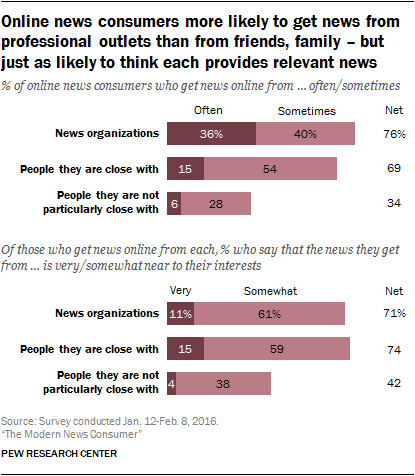 Online news consumers more likely to get news from
professional outlets than from friends, family – but
just as likely to think each provides relevant news
% of online news consumers who get news online from ... often/sometimes
Often Sometimes Net
News organizations 36% 40% 76%
People they are close with 15 54 69
People they are not
particularly close with 6 28 34
Of those who get news online from each, % who say that the news they get
from ... is very/somewhat near to their interests
Very Somewhat Net
News organizations 11% 61% 71%
People they are close with 15 59 74
People they are not
particularly close with 4 38 42
Source: Survey conducted Jan. 12-Feb. 8, 2016.
“The Modern News Consumer”
PEW RESEARCH CENTER